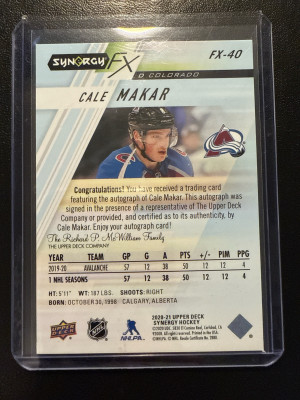 SYNERGY FX
FX-40
D COLORADO
CALE MAKAR
Congratulations! You have received a trading card
featuring the autograph of Cale Makar. This autograph was
signed in the presence of a representative of The Upper Deck
Company or provided, and certified as to its authenticity, by
Cale Makar. Enjoy your autograph card!
The Richard P. McWilliam Family
THE UPPER DECK COMPANY
YEAR TEAM GP G A PTS +/- PIM PPG
2019-20 AVALANCHE 57 12 38 50 12 12 4
1 NHL SEASONS 57 12 38 50 12 12 4
HT: 5'11" WT: 187 LBS. SHOOTS: RIGHT
BORN: OCTOBER 30, 1998 CALGARY, ALBERTA
UPPER DECK
NHL
NHLPA
2020-21 UPPER DECK
SYNERGY HOCKEY